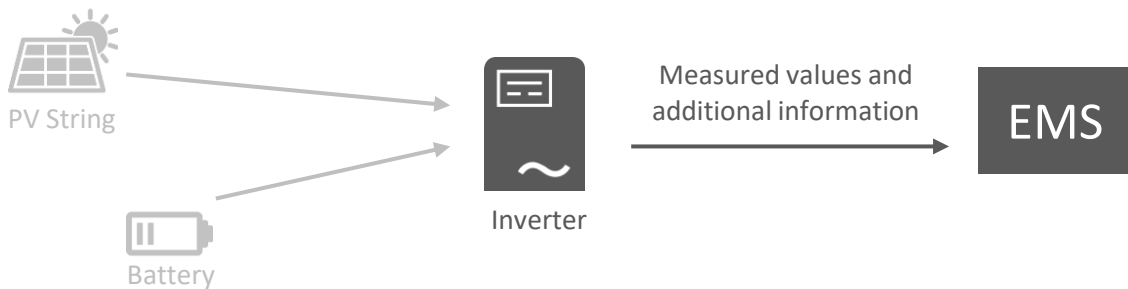 PV String
Battery
Inverter
Measured values and
additional information
EMS